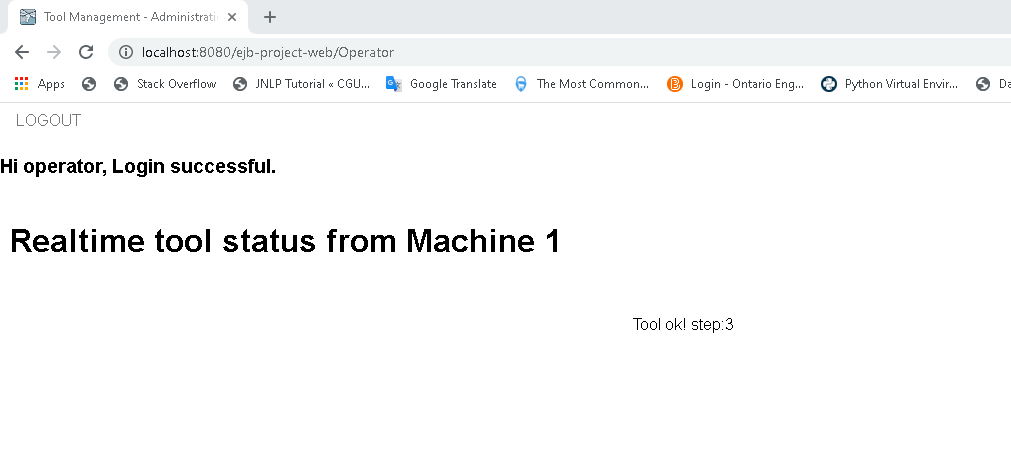 Tool Management - Administrati
localhost:8080/ejb-project-web/Operator
Apps Stack Overflow JNLP Tutorial « CGU... Google Translate The Most Common... Login - Ontario Eng... Python Virtual Envir... Da
LOGOUT
Hi operator, Login successful.
Realtime tool status from Machine 1
Tool ok! step:3